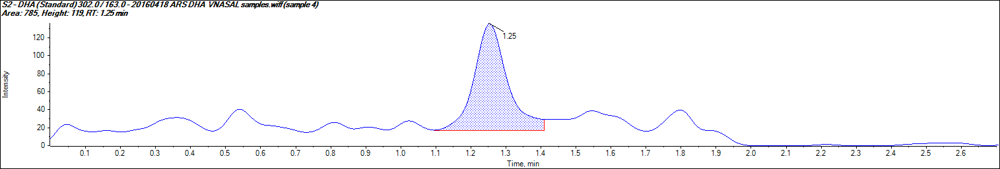 S2 - DHA (Standard) 302.0 / 163.0 - 20160418 ARS DHA VNASAL samples.wiff (sample 4)
Area: 785, Height: 119, RT: 1.25 min
1.25
120
100
80
60
40
20
0
Intensity
0.1 0.2 0.3 0.4 0.5 0.6 0.7 0.8 0.9 1.0 1.1 1.2 1.3 1.4 1.5 1.6 1.7 1.8 1.9 2.0 2.1 2.2 2.3 2.4 2.5 2.6
Time, min